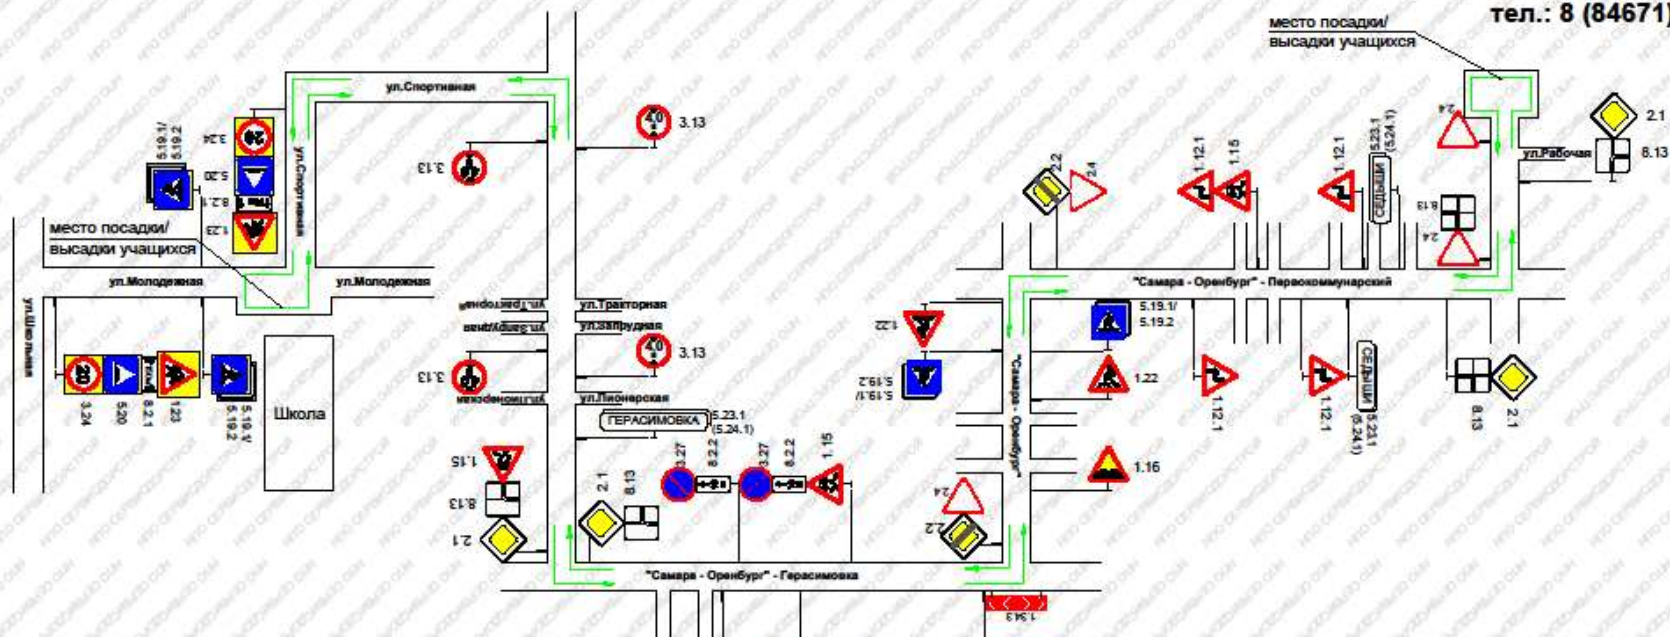 тел.: 8 (84671)
место посадки/
высадки учащихся
ул.Спортивная
5.19.1/
5.19.2
3.24
20
5.20
8.2.1
1.23
ул.Спортивная
3.13
4,0
3.13
место посадки/
высадки учащихся
ул.Молодежная
ул.Молодежная
ул.Школьная
20
3.24
5.20
8.2.1
1.23
5.19.1/
5.19.2
Школа
ул.Тракторная
ул.Тракторная
ул.Запрудная
ул.Запрудная
3.13
4,0
3.13
ул.Пионерская
ул.Пионерская
ГЕРАСИМОВКА
5.23.1
(5.24.1)
1.15
8.13
2.1
2.1
8.13
3.27
8.2.2
3.27
8.2.2
1.15
"Самара - Оренбург" - Герасимовка
2.2
2.4
1.22
5.19.1/
5.19.2
5.19.1/
5.19.2
1.22
"Самара - Оренбург"
1.16
2.4
2.2
1.34.3
1.12.1
1.15
1.12.1
СЕДЫШИ
5.23.1
(5.24.1)
"Самара - Оренбург" - Первокоммунарский
1.12.1
1.12.1
СЕДЫШИ
5.23.1
(5.24.1)
2.4
2.1
ул.Рабочая
8.13
8.13
2.4
8.13
2.1